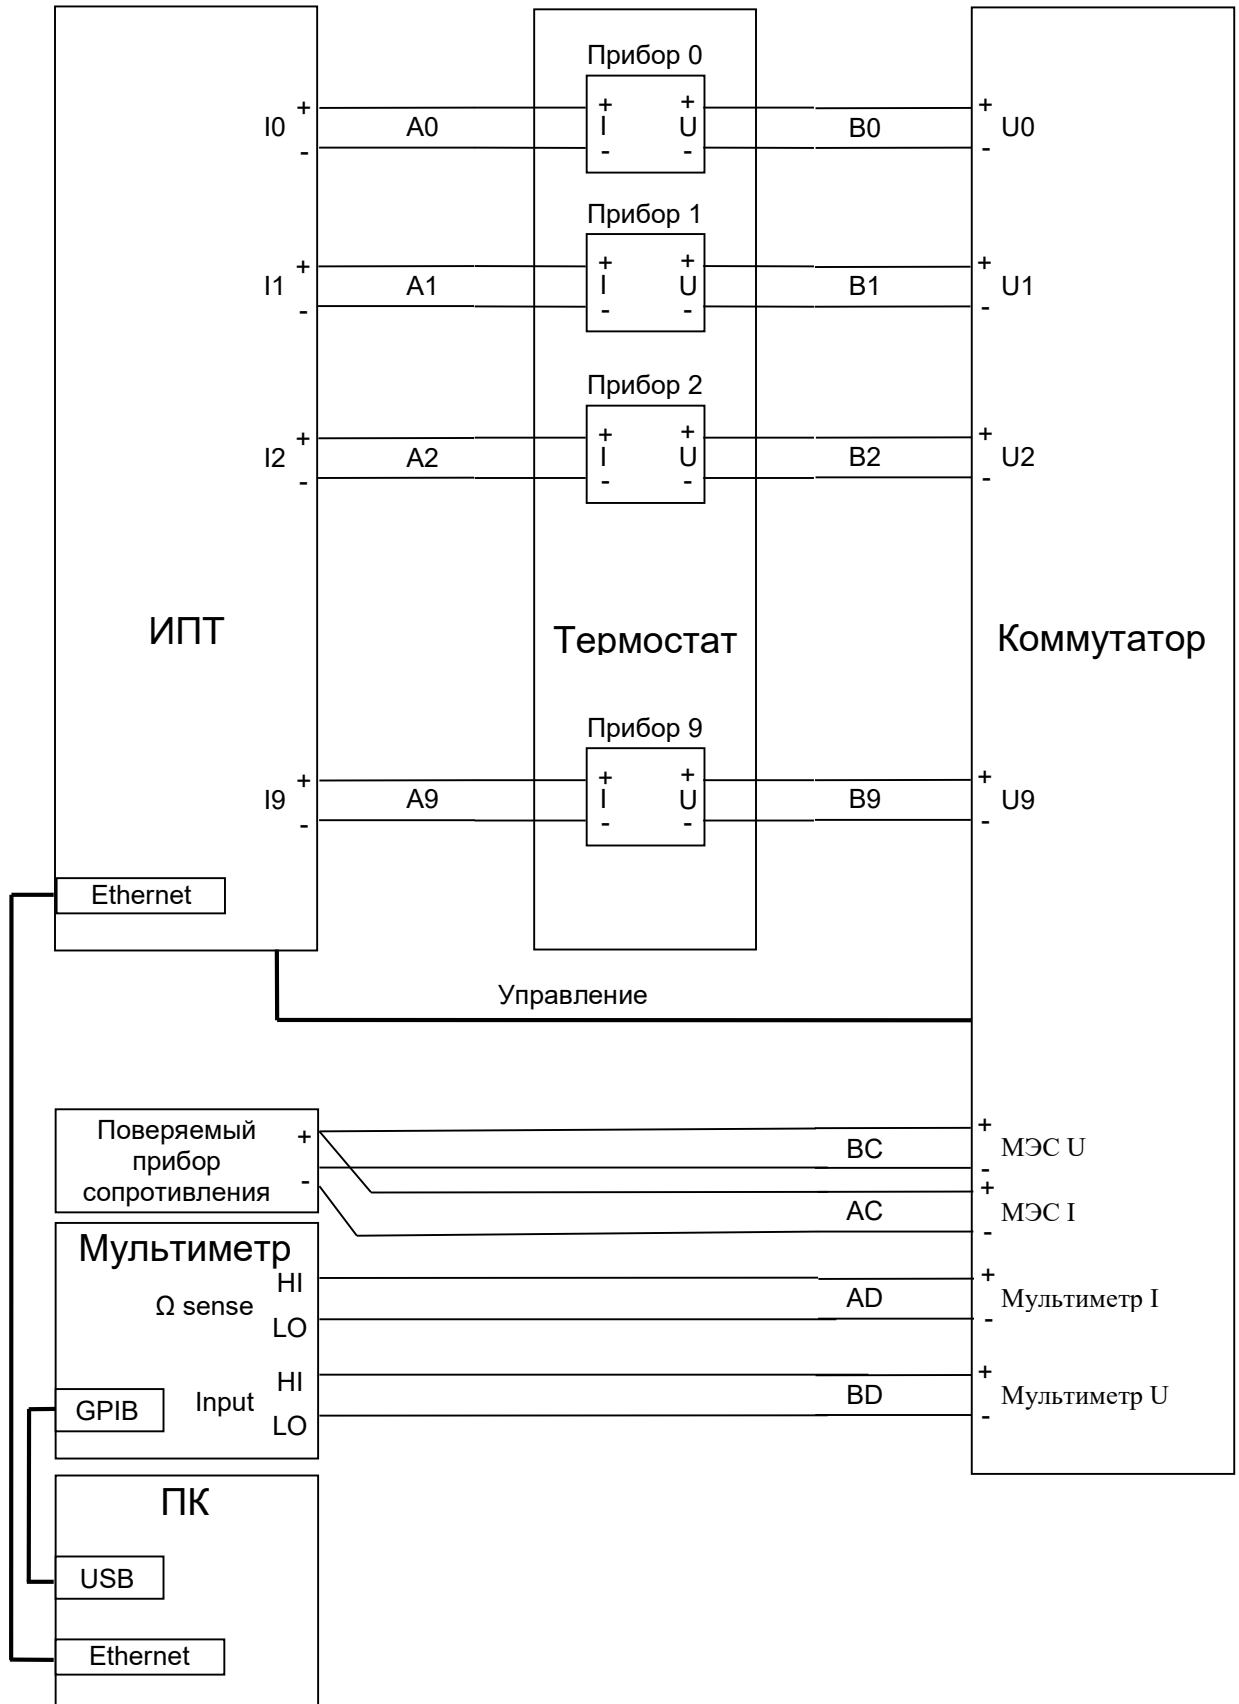 Прибор 0
I0 + - A0 + I - + U - B0 + - U0
Прибор 1
I1 + - A1 + I - + U - B1 + - U1
Прибор 2
I2 + - A2 + I - + U - B2 + - U2
ИПТ
Термостат
Коммутатор
Прибор 9
I9 + - A9 + I - + U - B9 + - U9
Ethernet
Управление
Поверяемый
прибор
сопротивления
+
-
BC
+
-
МЭС U
AC
+
-
МЭС I
Мультиметр
Ω sense
HI
LO
AD
+
-
Мультиметр I
GPIB
Input
HI
LO
BD
+
-
Мультиметр U
ПК
USB
Ethernet